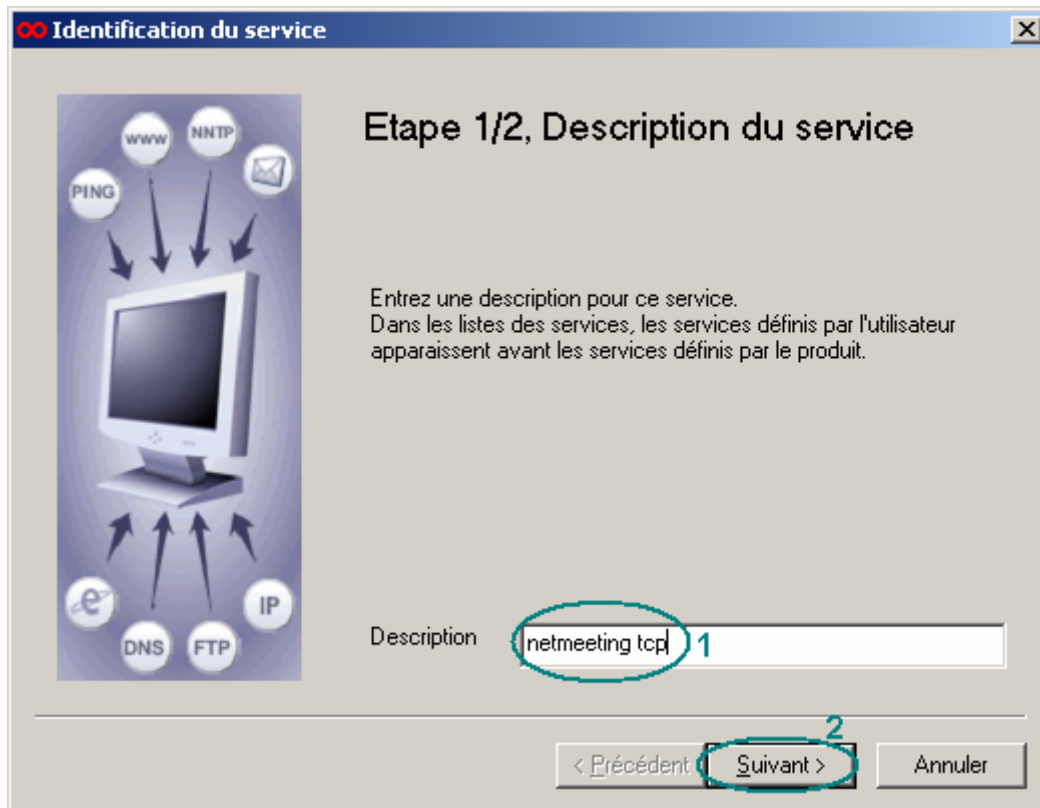 Identification du service
Etape 1/2, Description du service
www
NNTP
PING
Entrez une description pour ce service.
Dans les listes des services, les services définis par l'utilisateur
apparaissent avant les services définis par le produit.
e
IP
DNS
FTP
Description
netmeeting tcp
1
2
< Précédent
Suivant >
Annuler